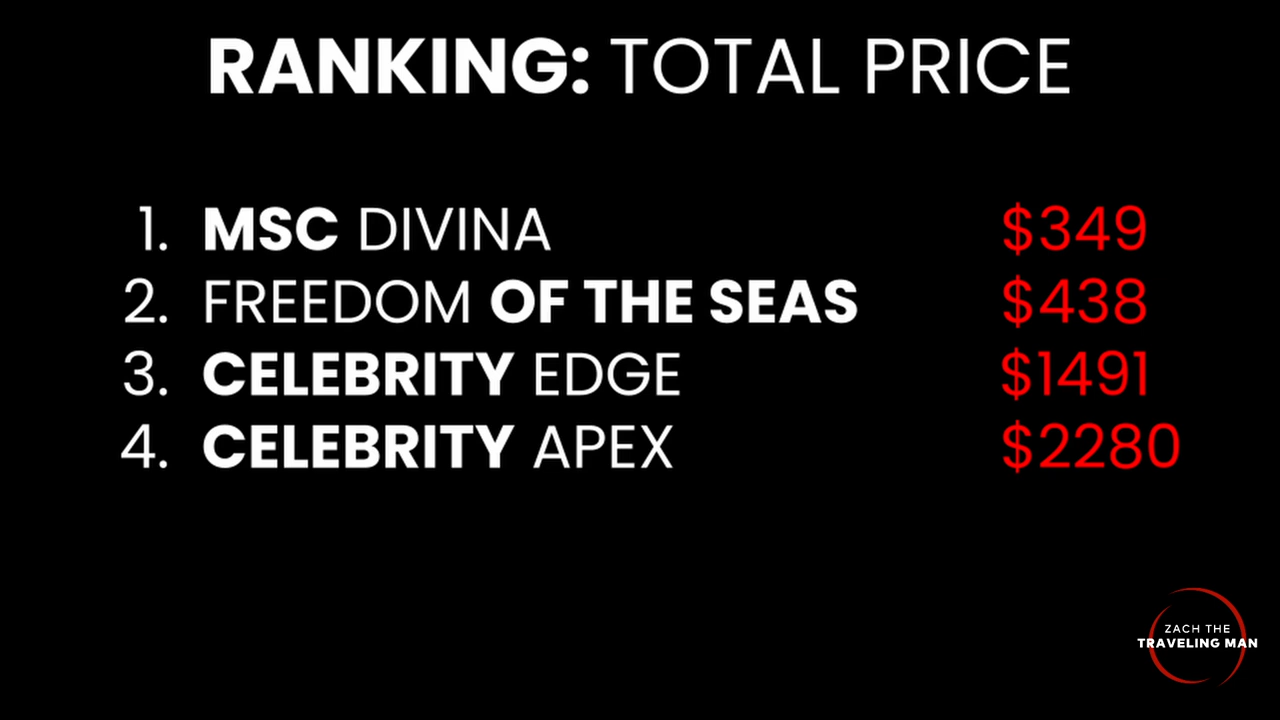 RANKING: TOTAL PRICE
1. MSC DIVINA $349
2. FREEDOM OF THE SEAS $438
3. CELEBRITY EDGE $1491
4. CELEBRITY APEX $2280
ZACH THE
TRAVELING MAN